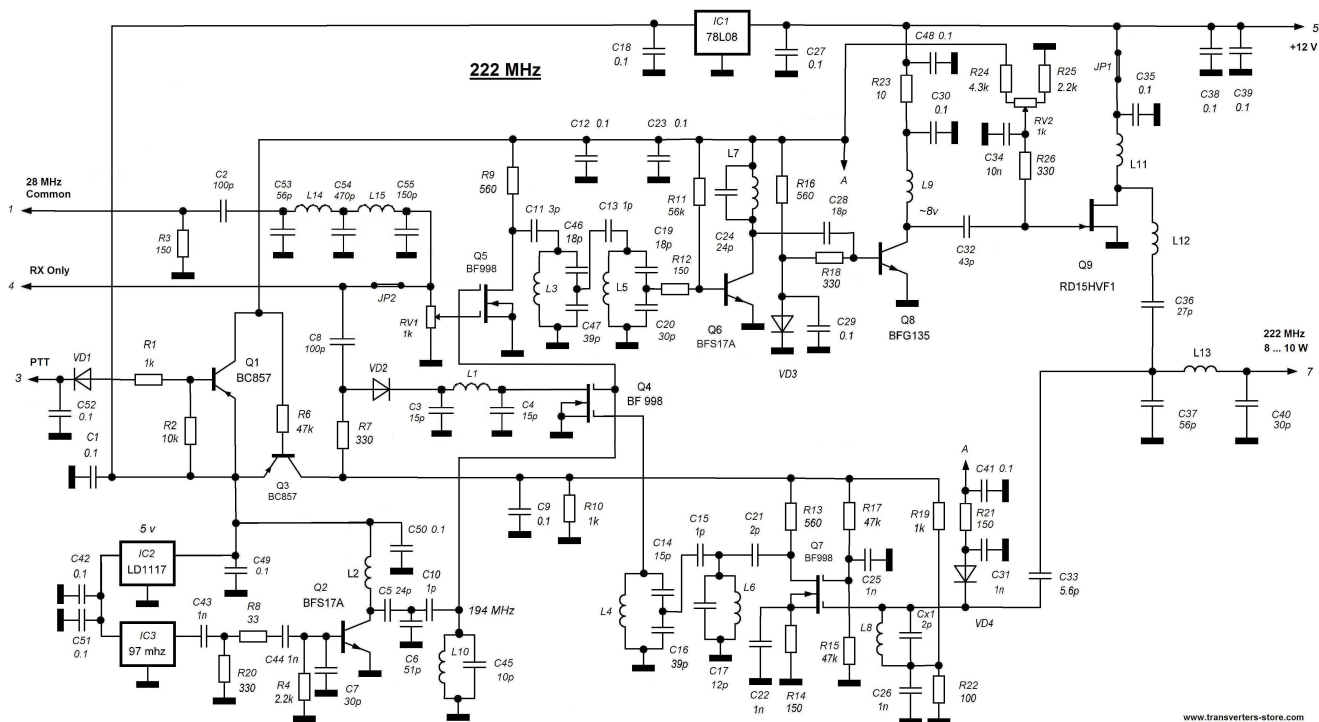 IC1
78L08
5
+12 V
222 MHz
C18
0.1
C27
0.1
C48 0.1
R23
10
C30
0.1
R24
4.3k
R25
2.2k
RV2
1k
JP1
C35
0.1
C38
0.1
C39
0.1
C34
10n
R26
330
L11
28 MHz
Common
1
C2
100p
C53
56p
L14
C54
470p
L15
C55
150p
R3
150
R9
560
C12 0.1
C23 0.1
C11 3p
C46
18p
C13 1p
C19
18p
R11
56k
L7
C24
24p
R16
560
A
C28
18p
L9
~8v
C32
43p
L12
Q9
RD15HVF1
RX Only
4
JP2
RV1
1k
Q5
BF998
L3
C47
39p
L5
C20
30p
R12
150
Q6
BFS17A
R18
330
Q8
BFG135
C29
0.1
VD3
C36
27p
222 MHz
8 ... 10 W
7
L13
C37
56p
C40
30p
PTT
3
VD1
R1
1k
Q1
BC857
C52
0.1
R2
10k
C1
0.1
R6
47k
Q3
BC857
C8
100p
VD2
R7
330
C3
15p
L1
C4
15p
Q4
BF 998
5 v
IC2
LD1117
C42
0.1
C51
0.1
IC3
97 mhz
C49
0.1
C43
1n
R8
33
R20
330
C44 1n
R4
2.2k
C7
30p
Q2
BFS17A
L2
C50 0.1
C5 24p
C10
1p
C6
51p
194 MHz
L10
C45
10p
C9
0.1
R10
1k
C14
15p
L4
C16
39p
C15
1p
C21
2p
L6
C17
12p
R13
560
Q7
BF998
C22
1n
R14
150
R17
47k
C25
1n
R15
47k
L8
Cx1
2p
C26
1n
R19
1k
R22
100
A
C41 0.1
R21
150
C31
1n
VD4
C33
5.6p
www.transverters-store.com